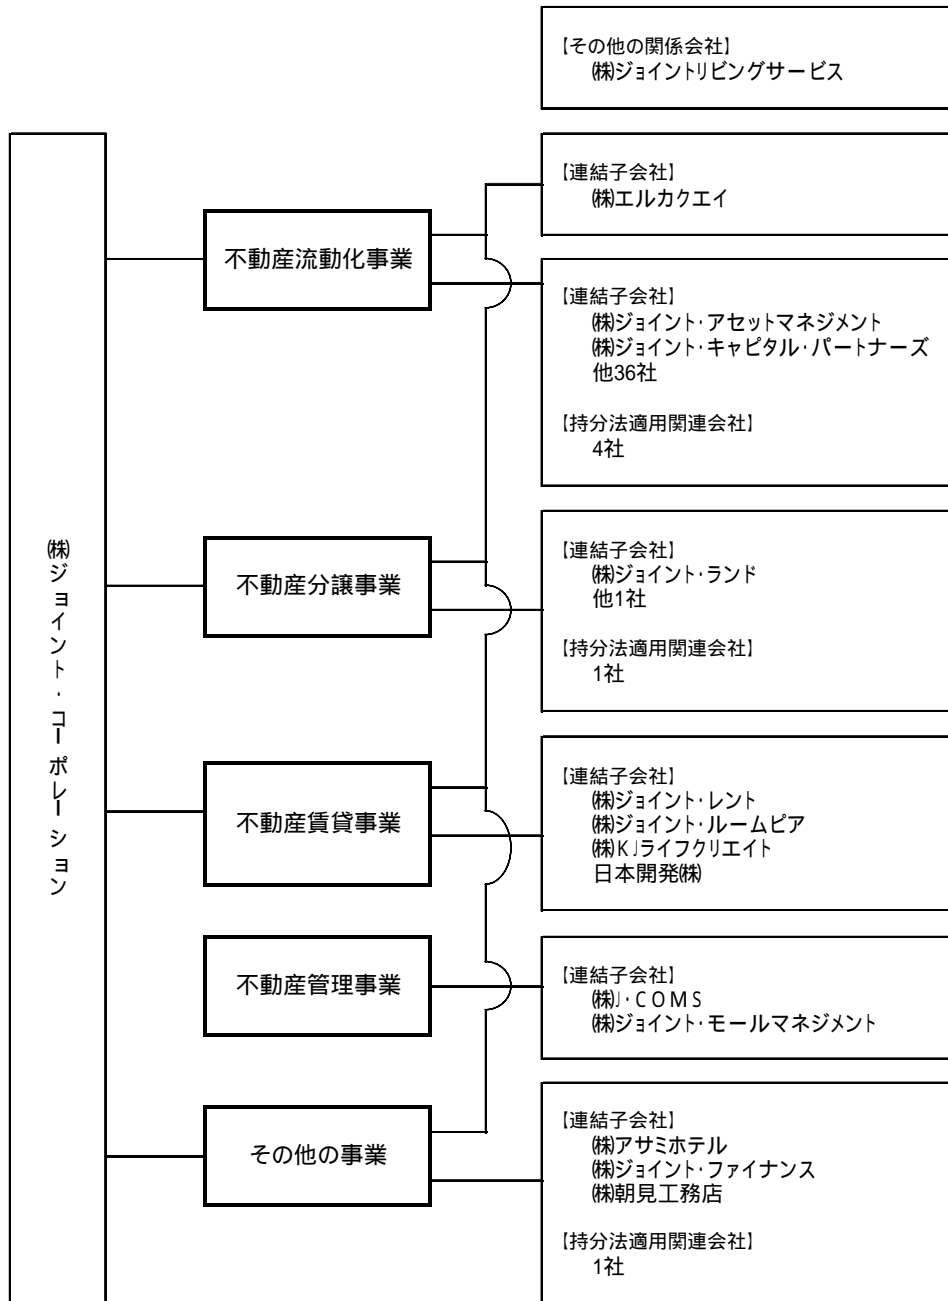 【その他の関係会社】
㈱ジョイントリビングサービス
【連結子会社】
㈱エルカクエイ
不動産流動化事業
【連結子会社】
㈱ジョイント・アセットマネジメント
㈱ジョイント・キャピタル・パートナーズ
他36社
【持分法適用関連会社】
4社
㈱ジョイント・コーポレーション
不動産分譲事業
【連結子会社】
㈱ジョイント・ランド
他1社
【持分法適用関連会社】
1社
不動産賃貸事業
【連結子会社】
㈱ジョイント・レント
㈱ジョイント・ルームピア
㈱KJライフクリエイト
日本開発㈱
不動産管理事業
【連結子会社】
㈱J・COMS
㈱ジョイント・モールマネジメント
その他の事業
【連結子会社】
㈱アサミホテル
㈱ジョイント・ファイナンス
㈱朝見工務店
【持分法適用関連会社】
1社